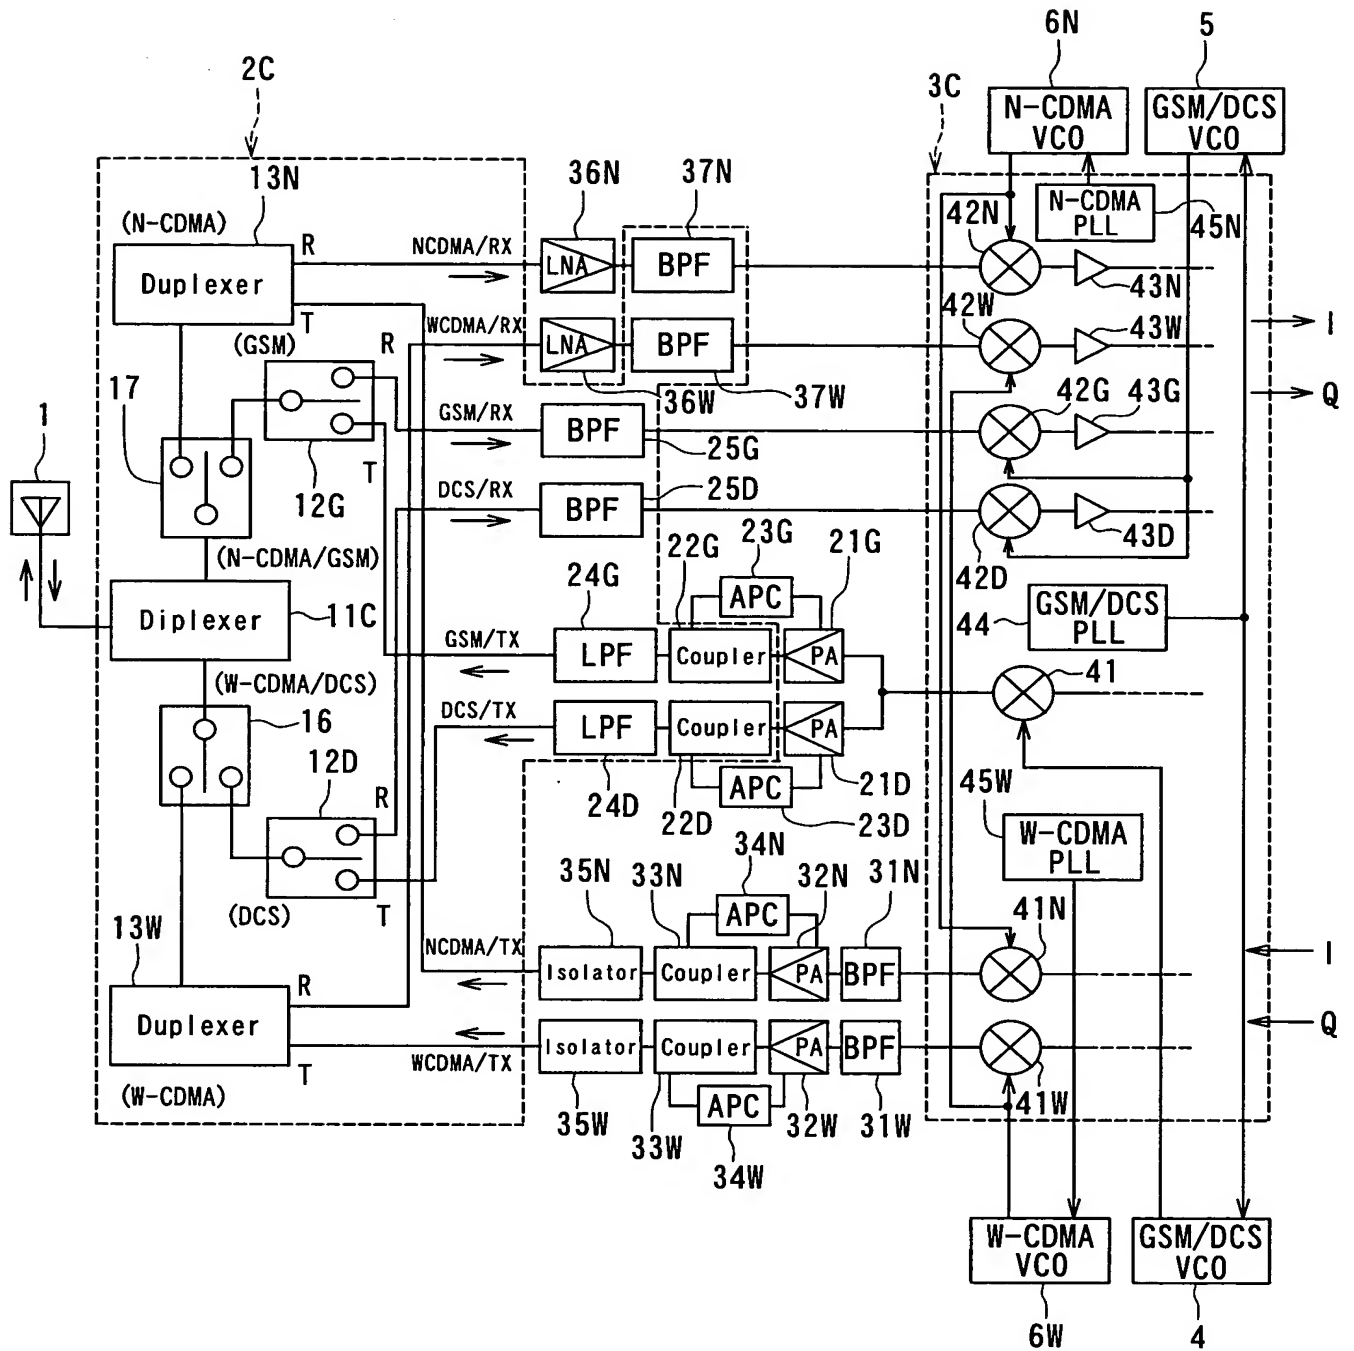 6N
5
2C
3C
N-CDMA
VCO
GSM/DCS
VCO
13N
36N
37N
(N-CDMA)
R
NCDMA/RX
42N
N-CDMA
PLL
45N
Duplexer
LNA
BPF
43N
T
42W
(GSM)
R
WCDMA/RX
LNA
BPF
43W
I
17
36W
37W
42G
43G
Q
1
GSM/RX
BPF
25G
T
12G
DCS/RX
BPF
25D
43D
(N-CDMA/GSM)
42D
22G
23G
21G
24G
APC
Diplexer
11C
GSM/TX
LPF
Coupler
PA
44
GSM/DCS
PLL
(W-CDMA/DCS)
41
16
DCS/TX
LPF
Coupler
PA
12D
R
24D
22D
APC
21D
23D
45W
W-CDMA
PLL
34N
35N
33N
32N
31N
(DCS)
T
APC
41N
13W
NCDMA/TX
Isolator
Coupler
PA
BPF
I
R
Duplexer
Isolator
Coupler
PA
BPF
Q
T
WCDMA/TX
(W-CDMA)
35W
33W
APC
32W
31W
41W
34W
W-CDMA
VCO
GSM/DCS
VCO
6W
4